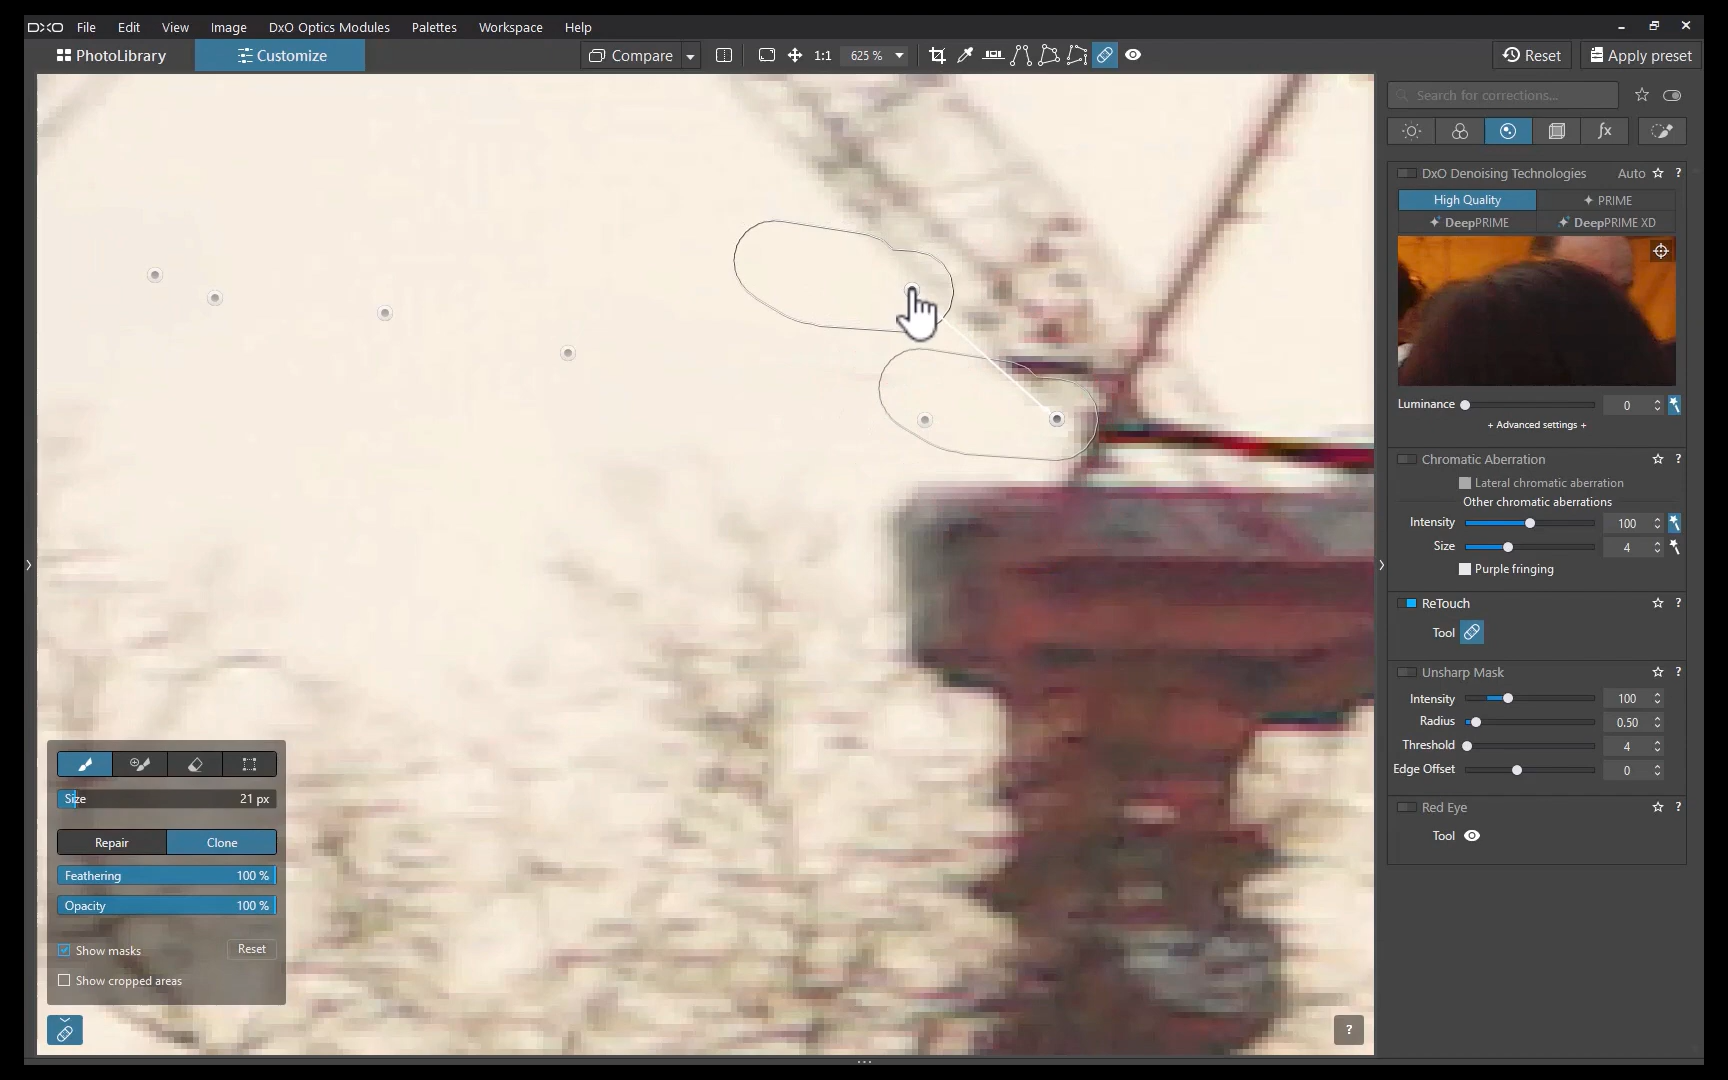 DXO File Edit View Image DxO Optics Modules Palettes Workspace Help
PhotoLibrary Customize Compare 1:1 625 % Reset Apply preset
Search for corrections...
fx
DxO Denoising Technologies Auto ?
High Quality PRIME
DeepPRIME DeepPRIME XD
Luminance 0
+ Advanced settings +
Chromatic Aberration ?
Lateral chromatic aberration
Other chromatic aberrations
Intensity 100
Size 4
Purple fringing
ReTouch ?
Tool
Unsharp Mask ?
Intensity 100
Radius 0.50
Threshold 4
Edge Offset 0
Red Eye ?
Tool
Size 21 px
Repair Clone
Feathering 100 %
Opacity 100 %
Show masks Reset
Show cropped areas
?